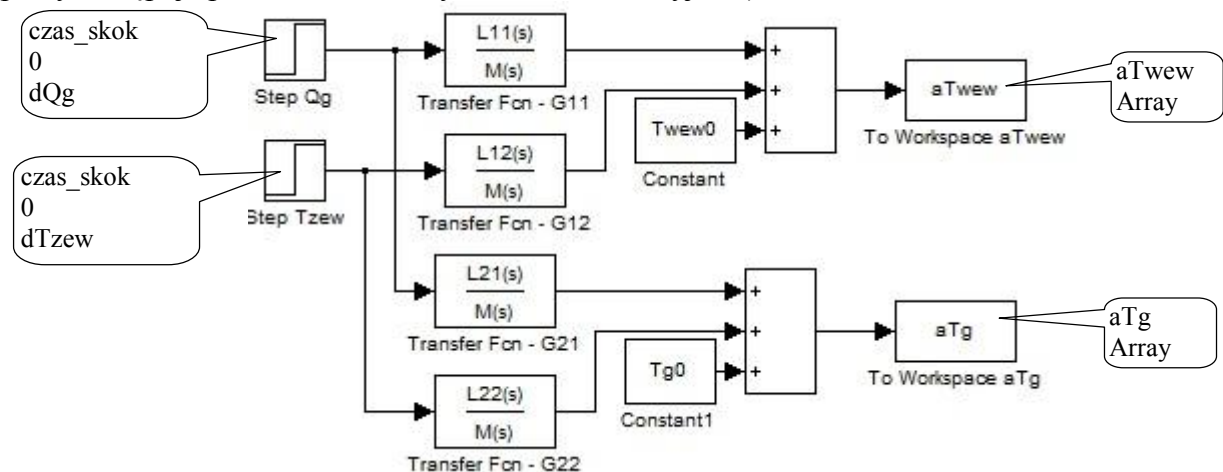 czas_skok
0
dQg
Step Qg
L11(s)
M(s)
Transfer Fcn - G11
Twew0
Constant
aTwew
To Workspace aTwew
aTwew
Array
czas_skok
0
dTzew
Step Tzew
L12(s)
M(s)
Transfer Fcn - G12
L21(s)
M(s)
Transfer Fcn - G21
Tg0
Constant1
aTg
To Workspace aTg
aTg
Array
L22(s)
M(s)
Transfer Fcn - G22